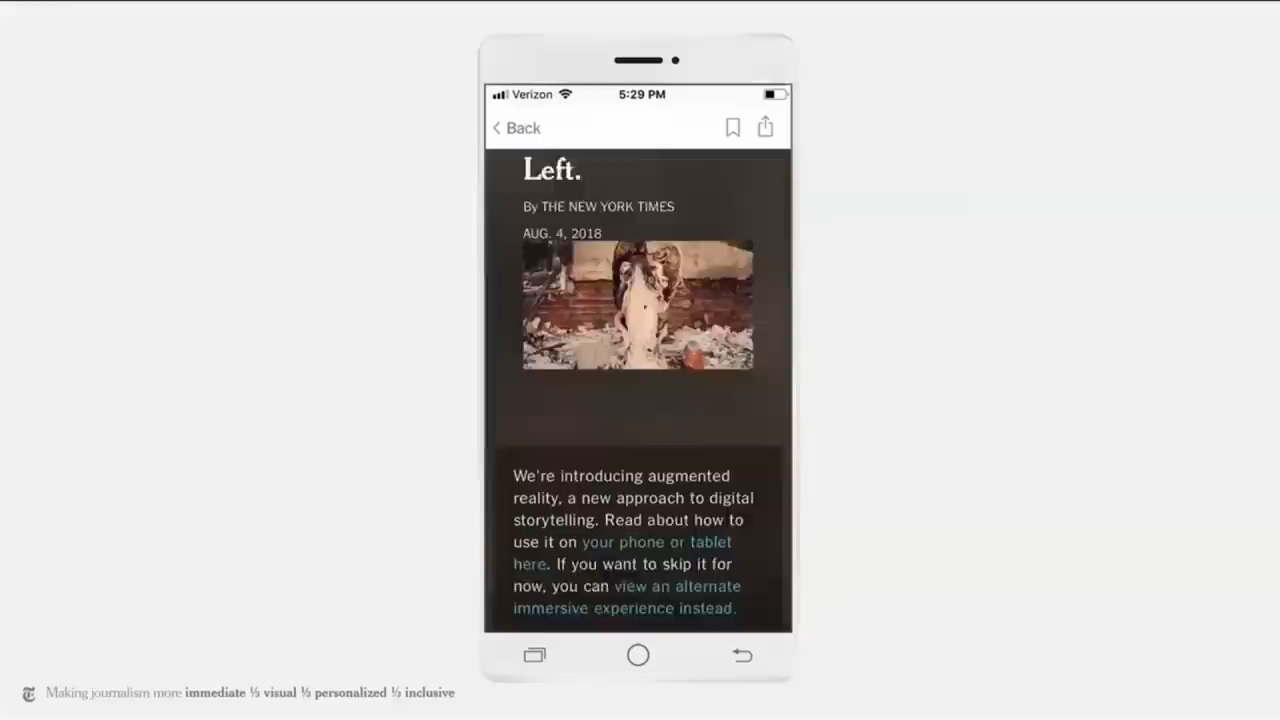 Verizon 5:29 PM
Back
Left.
By THE NEW YORK TIMES
AUG. 4, 2018
We're introducing augmented
reality, a new approach to digital
storytelling. Read about how to
use it on your phone or tablet
here. If you want to skip it for
now, you can view an alternate
immersive experience instead.
Making journalism more immediate ⅓ visual ⅓ personalized ⅓ inclusive